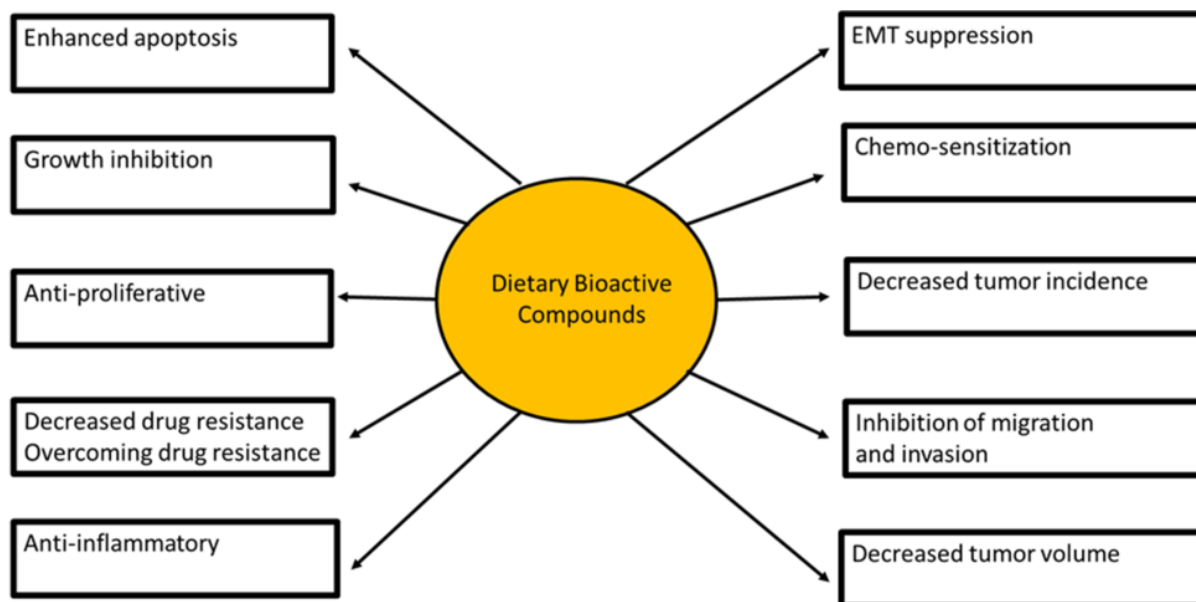 Enhanced apoptosis
Growth inhibition
Anti-proliferative
Decreased drug resistance
Overcoming drug resistance
Anti-inflammatory
Dietary Bioactive
Compounds
EMT suppression
Chemo-sensitization
Decreased tumor incidence
Inhibition of migration
and invasion
Decreased tumor volume